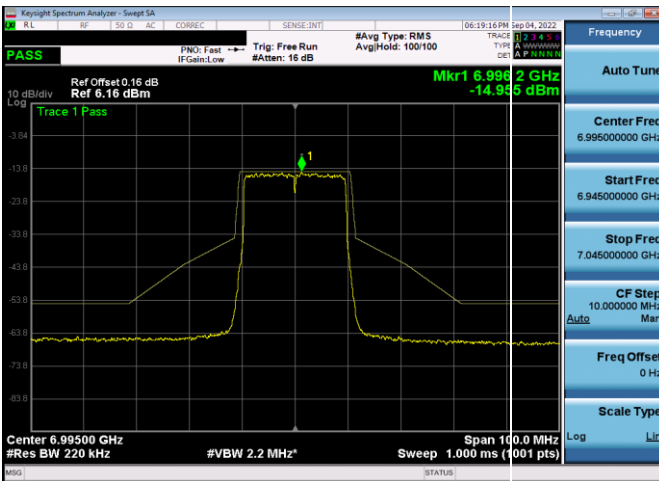 Keysight Spectrum Analyzer - Swept SA
RL RF 50 Ω AC CORREC SENSE:INT 06:19:16 PM Sep 04, 2022
#Avg Type: RMS TRACE 1 2 3 4 5 6
PNO: Fast Trig: Free Run Avg|Hold: 100/100 TYPE A WWWWW
PASS IFGain:Low #Atten: 16 dB DET A P N N N N
Mkr1 6.996 2 GHz
-14.955 dBm
Ref Offset 0.16 dB
10 dB/div Ref 6.16 dBm
Log
Trace 1 Pass
1
-3.84
-13.8
-23.8
-33.8
-43.8
-53.8
-63.8
-73.8
-83.8
Center 6.99500 GHz Span 100.0 MHz
#Res BW 220 kHz #VBW 2.2 MHz* Sweep 1.000 ms (1001 pts)
MSG STATUS
Frequency
Auto Tune
Center Freq
6.995000000 GHz
Start Freq
6.945000000 GHz
Stop Freq
7.045000000 GHz
CF Step
10.000000 MHz
Auto Man
Freq Offset
0 Hz
Scale Type
Log Lin